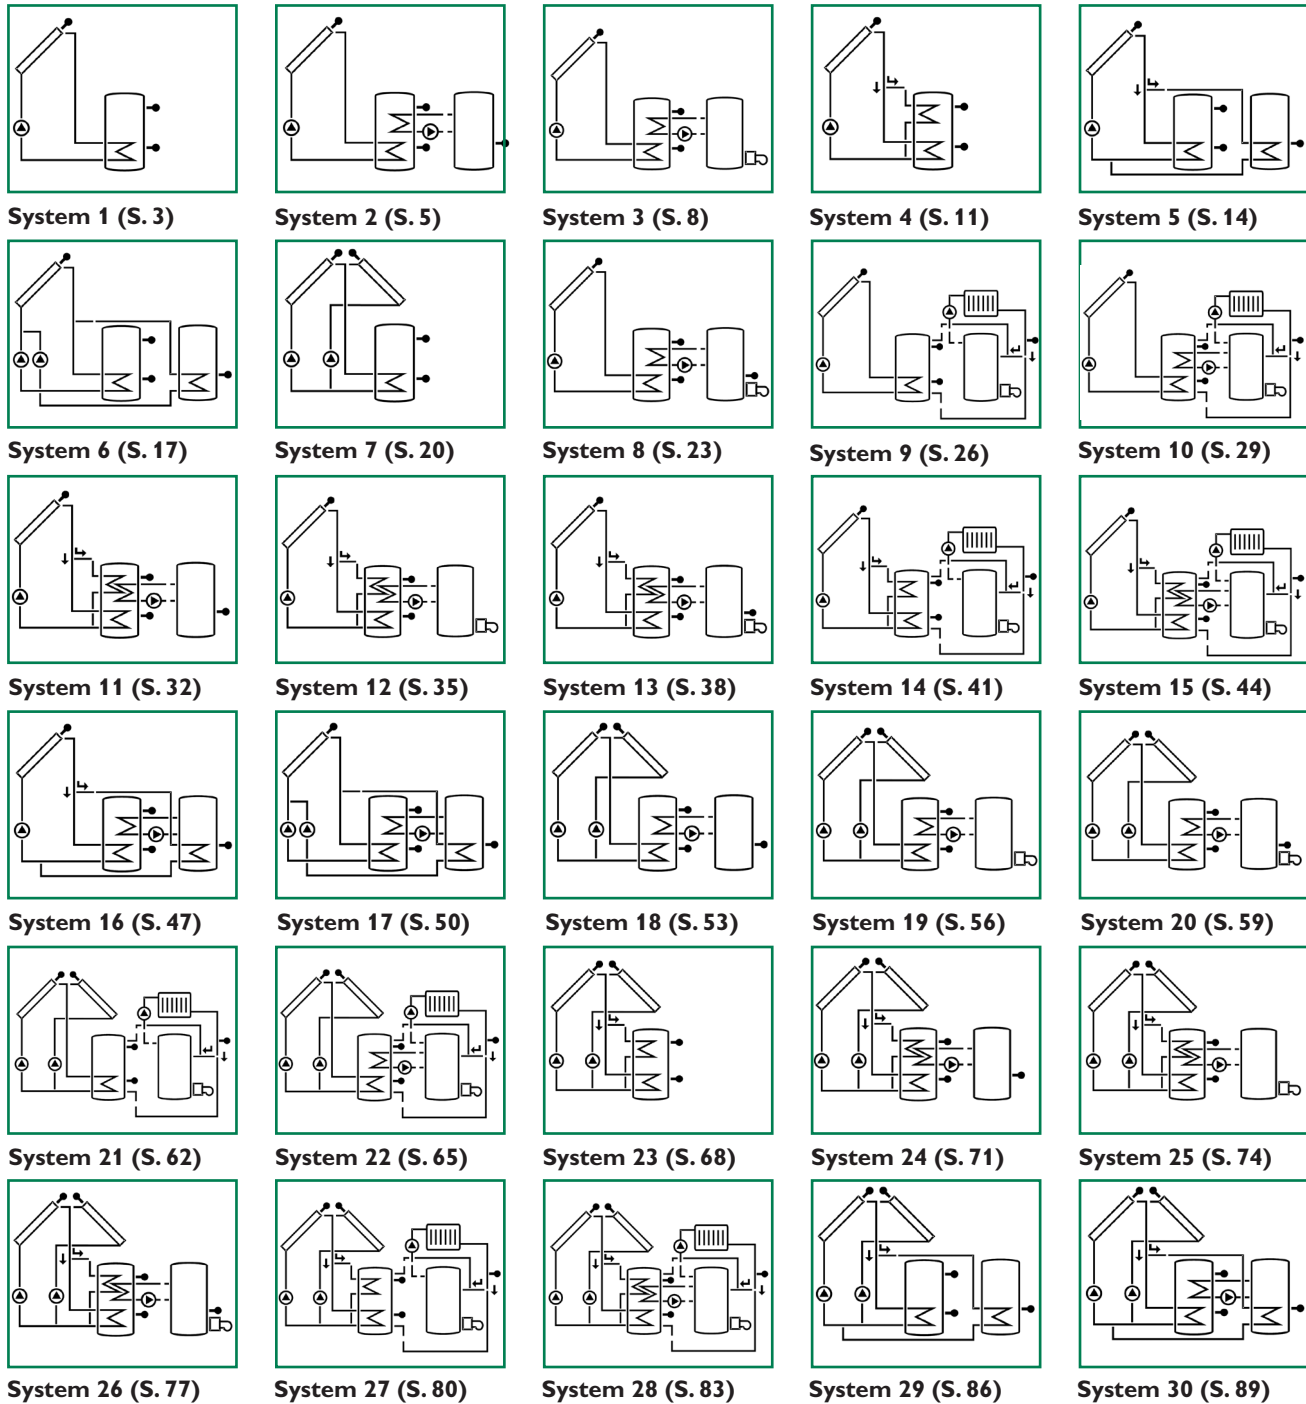 System 1 (S. 3)
System 2 (S. 5)
System 3 (S. 8)
System 4 (S. 11)
System 5 (S. 14)
System 6 (S. 17)
System 7 (S. 20)
System 8 (S. 23)
System 9 (S. 26)
System 10 (S. 29)
System 11 (S. 32)
System 12 (S. 35)
System 13 (S. 38)
System 14 (S. 41)
System 15 (S. 44)
System 16 (S. 47)
System 17 (S. 50)
System 18 (S. 53)
System 19 (S. 56)
System 20 (S. 59)
System 21 (S. 62)
System 22 (S. 65)
System 23 (S. 68)
System 24 (S. 71)
System 25 (S. 74)
System 26 (S. 77)
System 27 (S. 80)
System 28 (S. 83)
System 29 (S. 86)
System 30 (S. 89)